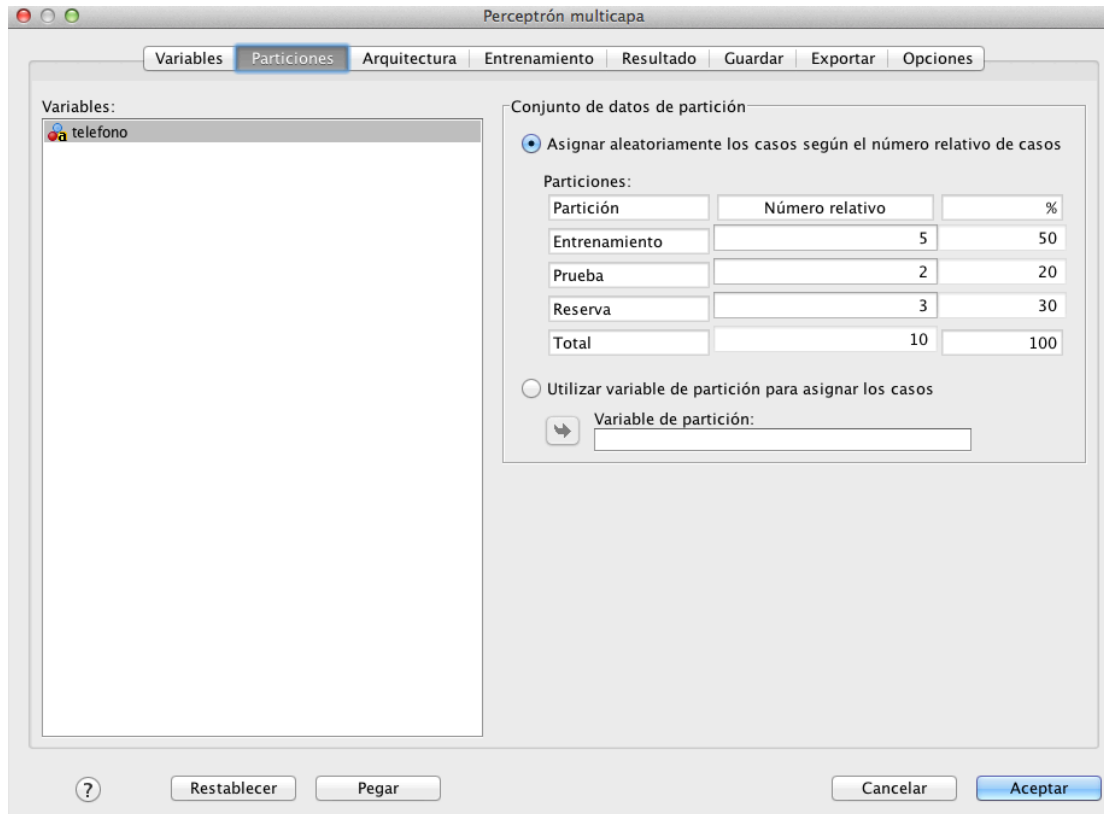 Perceptrón multicapa
Variables Particiones Arquitectura Entrenamiento Resultado Guardar Exportar Opciones
Variables:
a telefono
Conjunto de datos de partición
Asignar aleatoriamente los casos según el número relativo de casos
Particiones:
Partición Número relativo %
Entrenamiento 5 50
Prueba 2 20
Reserva 3 30
Total 10 100
Utilizar variable de partición para asignar los casos
Variable de partición:
? Restablecer Pegar Cancelar Aceptar